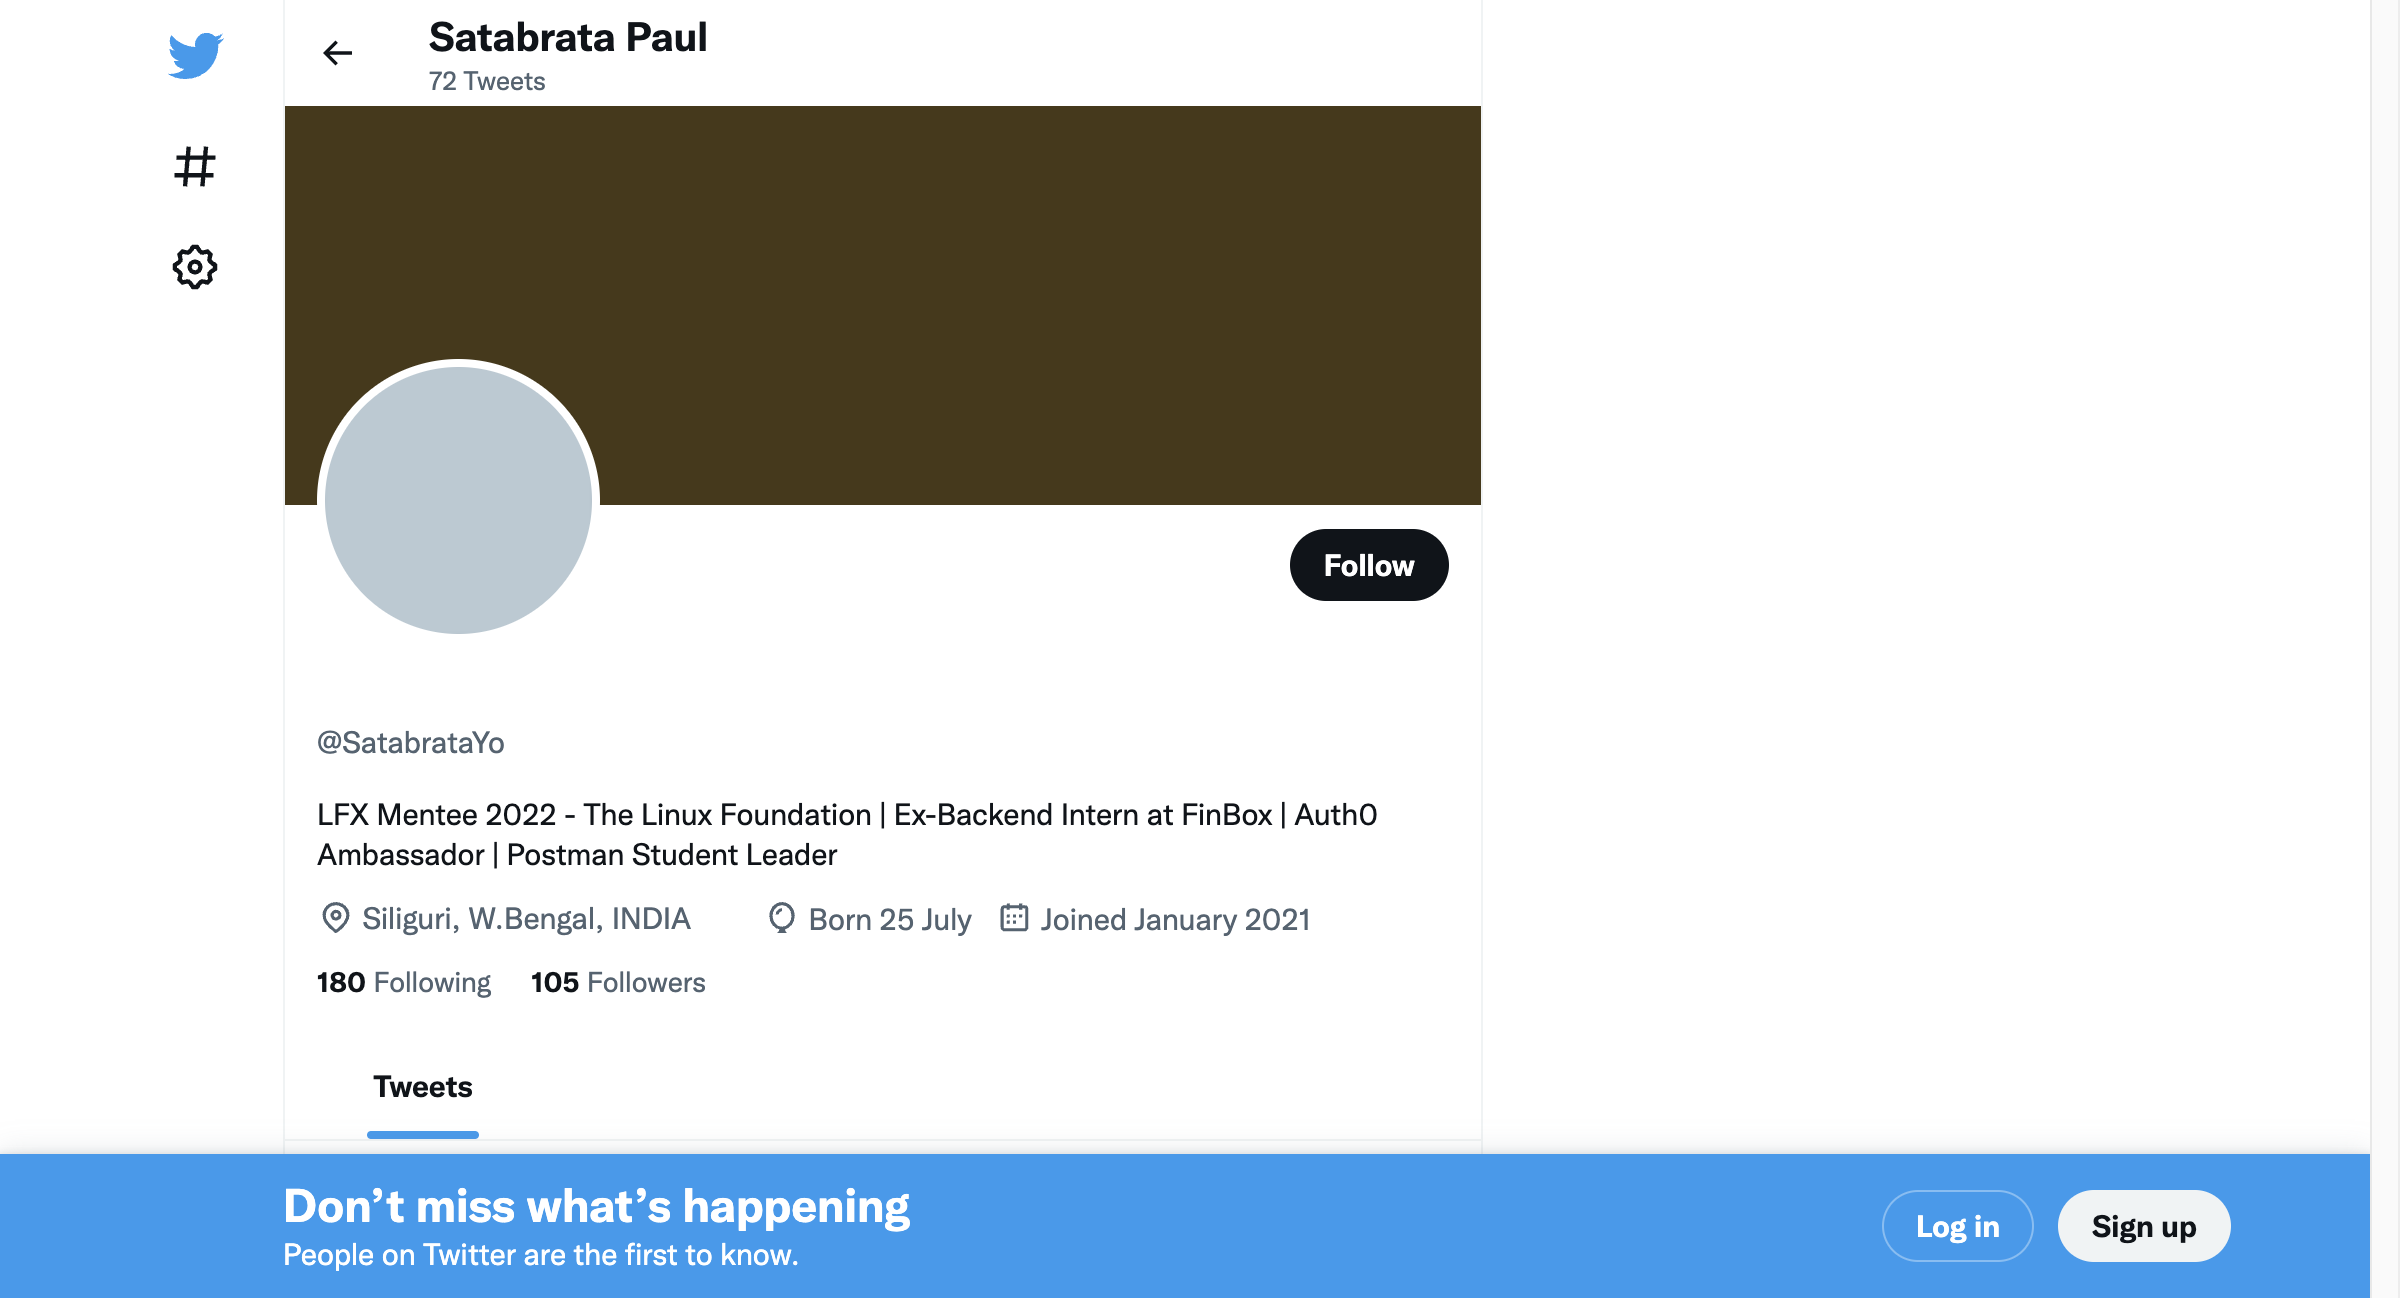 Satabrata Paul
72 Tweets
Follow
@SatabrataYo
LFX Mentee 2022 - The Linux Foundation | Ex-Backend Intern at FinBox | Auth0
Ambassador | Postman Student Leader
Siliguri, W.Bengal, INDIA Born 25 July Joined January 2021
180 Following 105 Followers
Tweets
Don’t miss what’s happening
People on Twitter are the first to know.
Log in Sign up